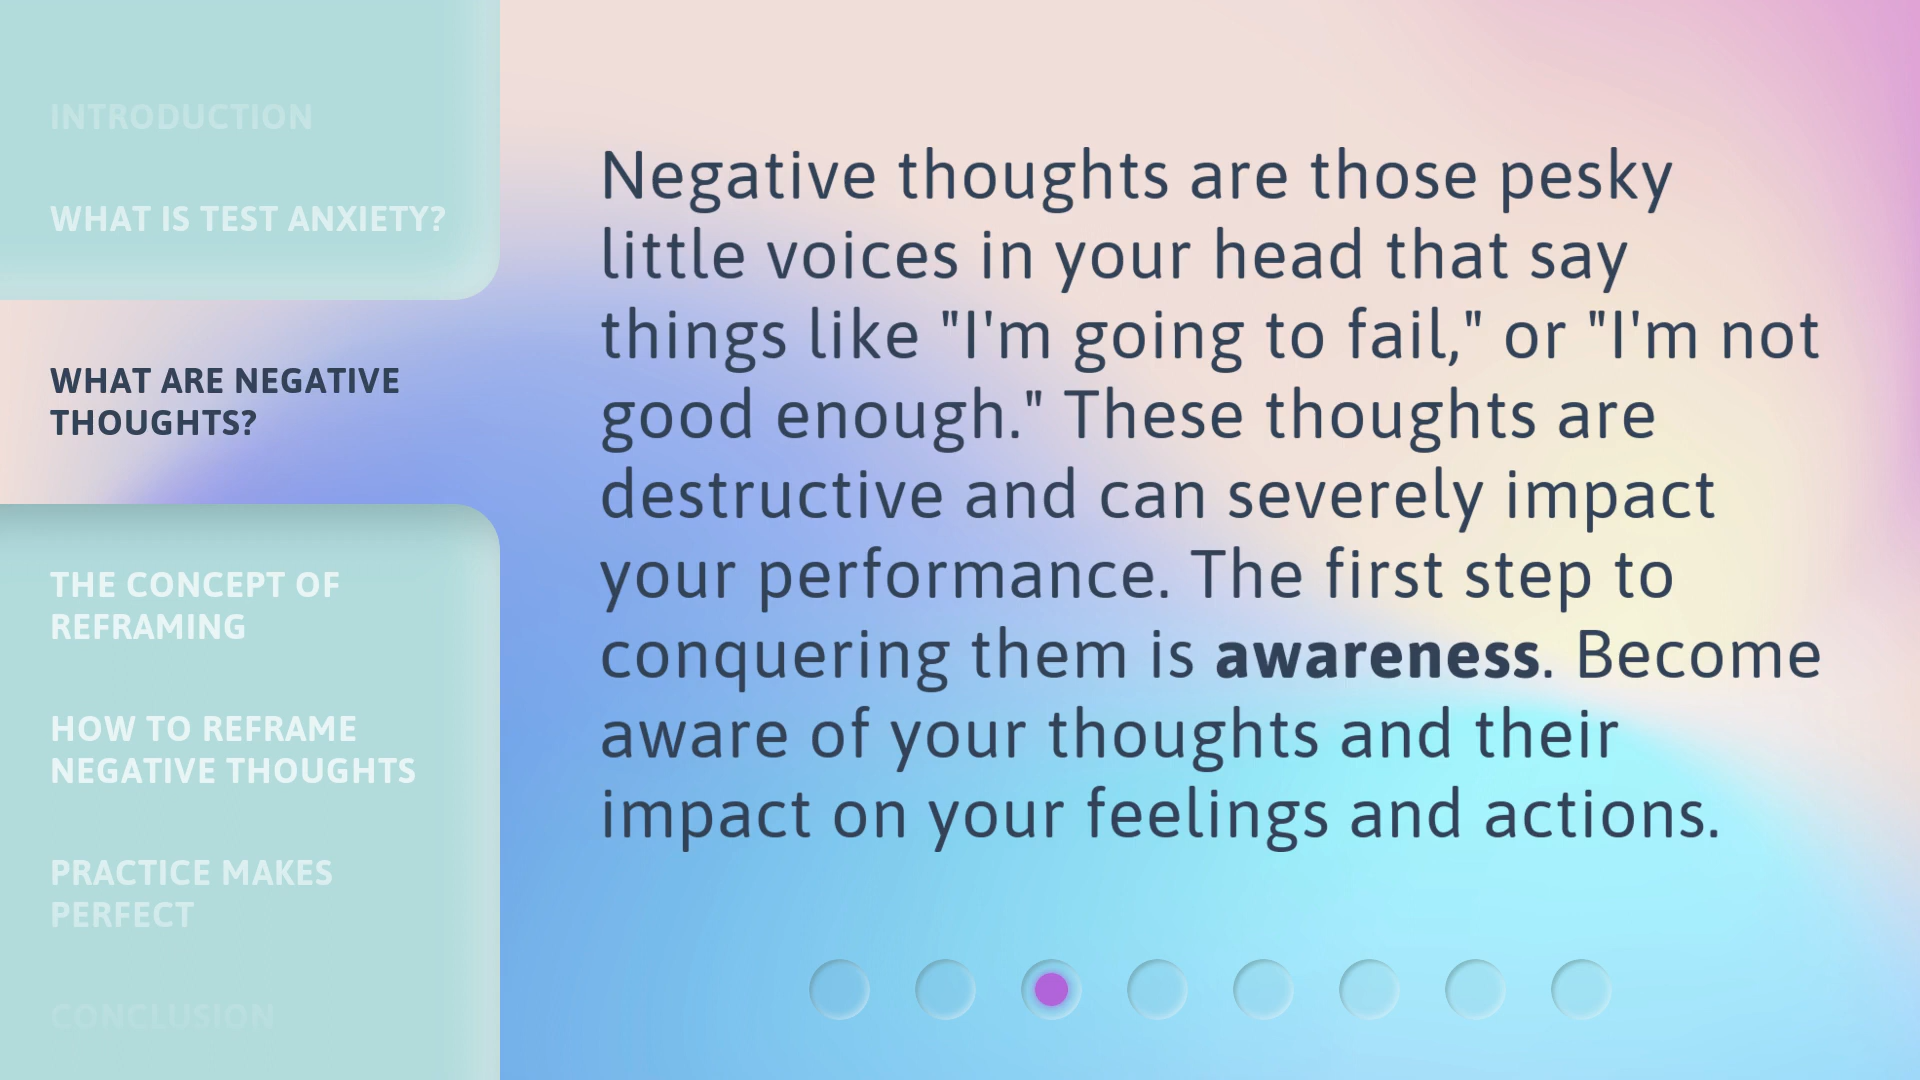 INTRODUCTION
WHAT IS TEST ANXIETY?
WHAT ARE NEGATIVE
THOUGHTS?
THE CONCEPT OF
REFRAMING
HOW TO REFRAME
NEGATIVE THOUGHTS
PRACTICE MAKES
PERFECT
CONCLUSION
Negative thoughts are those pesky
little voices in your head that say
things like "I'm going to fail," or "I'm not
good enough." These thoughts are
destructive and can severely impact
your performance. The first step to
conquering them is awareness. Become
aware of your thoughts and their
impact on your feelings and actions.